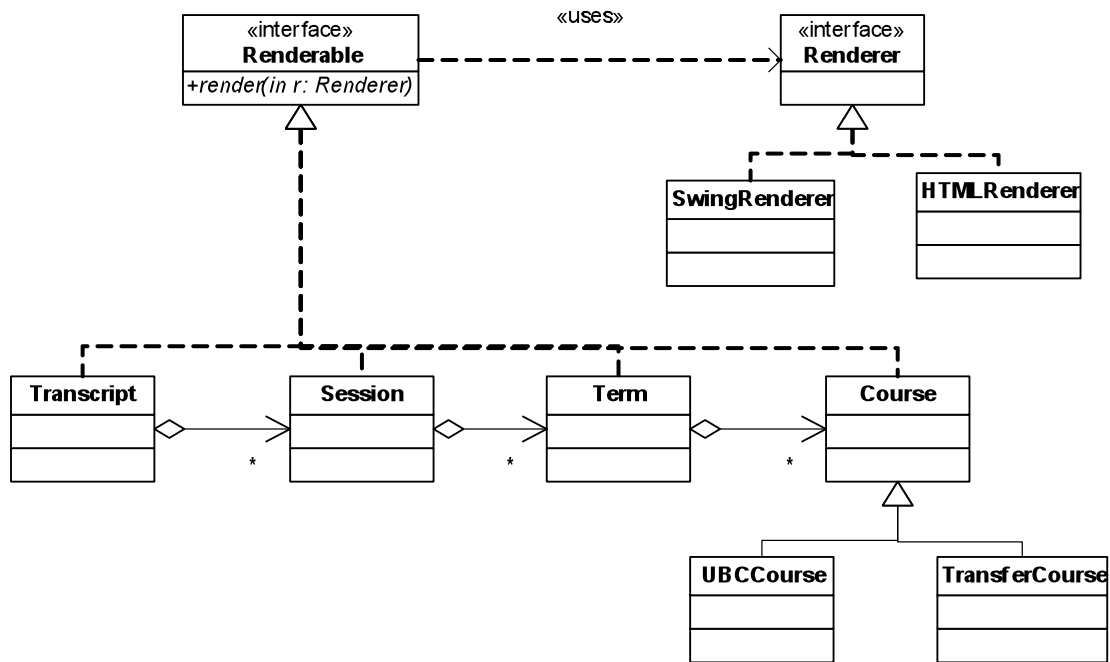 «interface»
Renderable
+render(in r: Renderer)
«uses»
«interface»
Renderer
SwingRenderer
HTMLRenderer
Transcript
*
Session
*
Term
*
Course
UBCCourse
TransferCourse